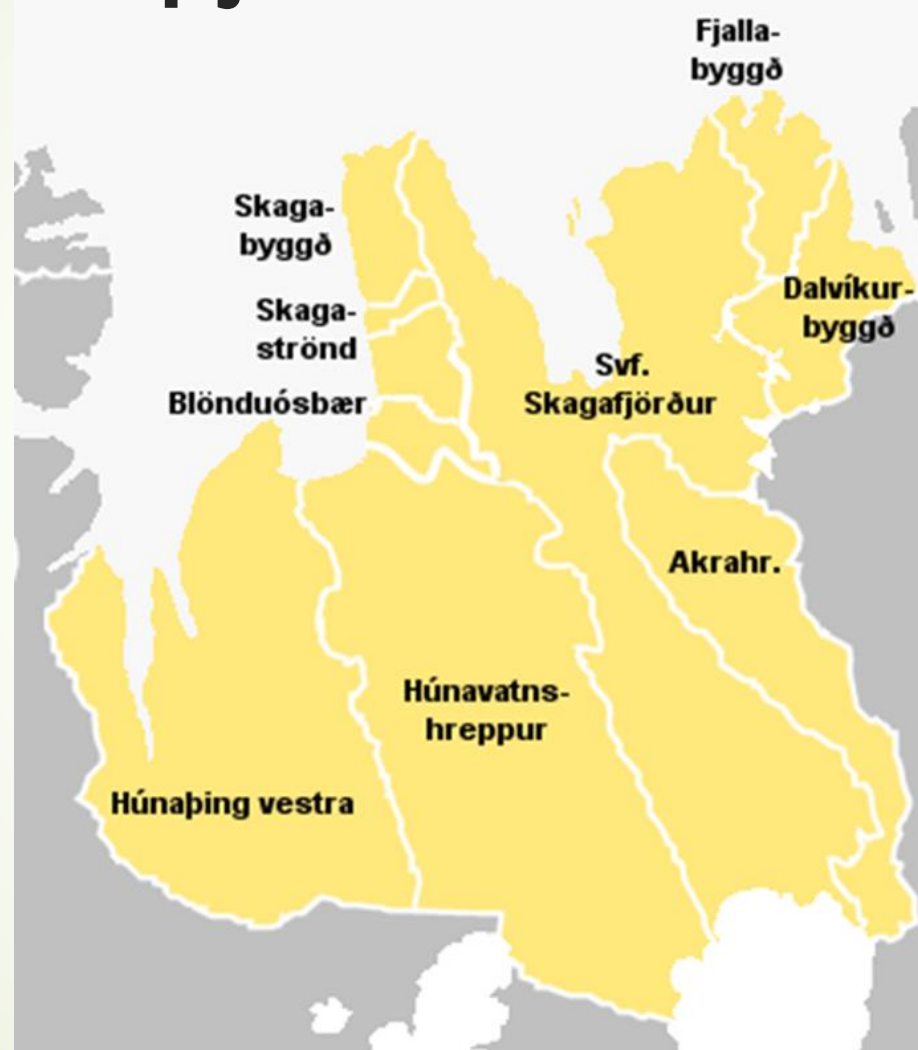 Fjalla-
byggð
Skaga-
byggð
Dalvíkur-
byggð
Skaga-
strönd
Svf.
Skagafjörður
Blönduósbær
Akrahr.
Húnavatns-
hreppur
Húnaþing vestra